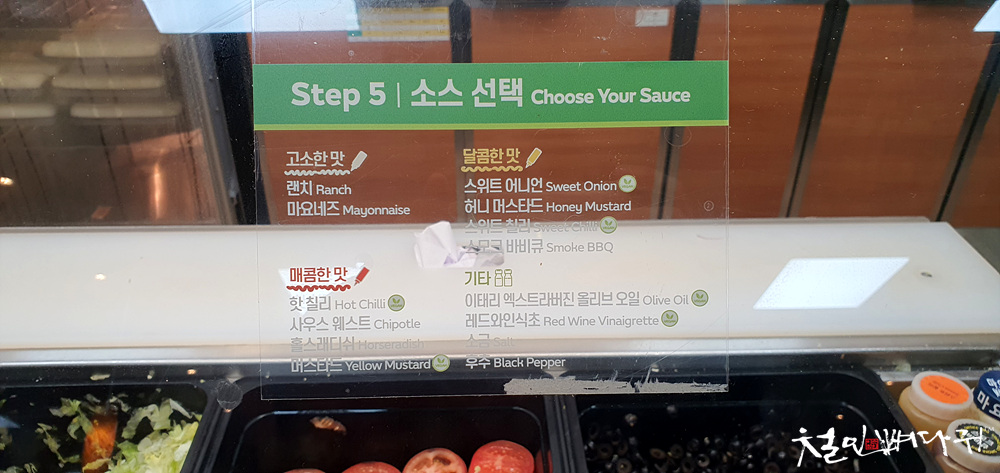 Step 5 | 소스 선택 Choose Your Sauce
고소한 맛
랜치 Ranch
마요네즈 Mayonnaise
달콤한 맛
스위트 어니언 Sweet Onion
허니 머스타드 Honey Mustard
스위트 칠리 Sweet Chilli
스모크 바비큐 Smoke BBQ
매콤한 맛
핫 칠리 Hot Chilli
사우스 웨스트 Chipotle
홀스래디쉬 Horseradish
머스타드 Yellow Mustard
기타
이태리 엑스트라버진 올리브 오일 Olive Oil
레드와인식초 Red Wine Vinaigrette
소금 Salt
후추 Black Pepper